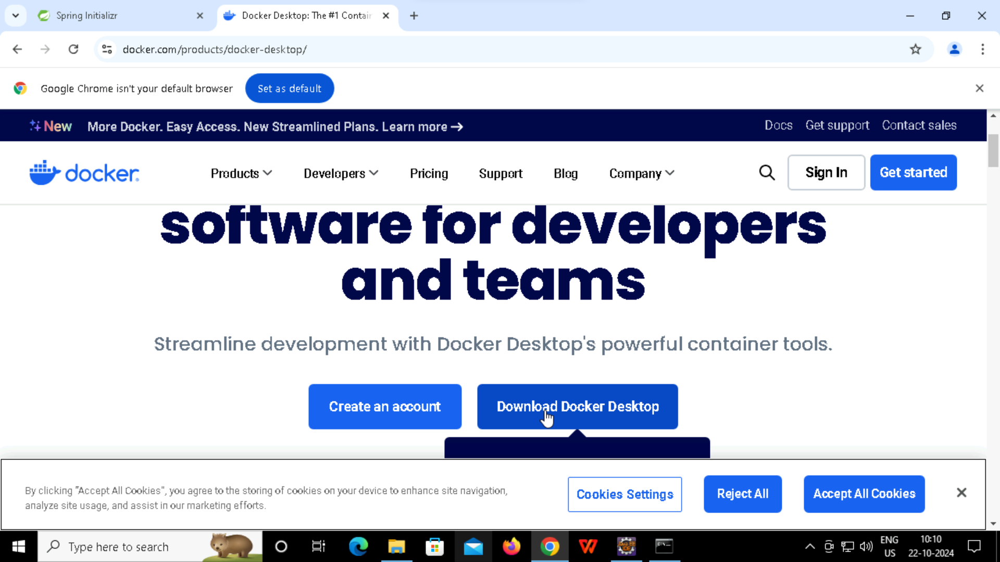 Spring Initializr
Docker Desktop: The #1 Contain
docker.com/products/docker-desktop/
Google Chrome isn't your default browser
Set as default
New More Docker. Easy Access. New Streamlined Plans. Learn more →
Docs Get support Contact sales
docker®
Products Developers Pricing Support Blog Company
Sign In
Get started
software for developers
and teams
Streamline development with Docker Desktop's powerful container tools.
Create an account
Download Docker Desktop
By clicking "Accept All Cookies", you agree to the storing of cookies on your device to enhance site navigation,
analyze site usage, and assist in our marketing efforts.
Cookies Settings
Reject All
Accept All Cookies
Type here to search
ENG
US
10:10
22-10-2024